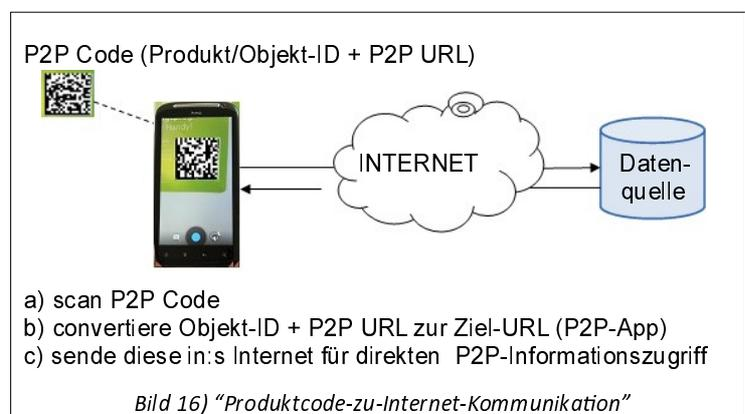 P2P Code (Produkt/Objekt-ID + P2P URL)
INTERNET
Daten-
quelle
a) scan P2P Code
b) convertiere Objekt-ID + P2P URL zur Ziel-URL (P2P-App)
c) sende diese in:s Internet für direkten P2P-Informationszugriff
Bild 16) “Produktcode-zu-Internet-Kommunikation”